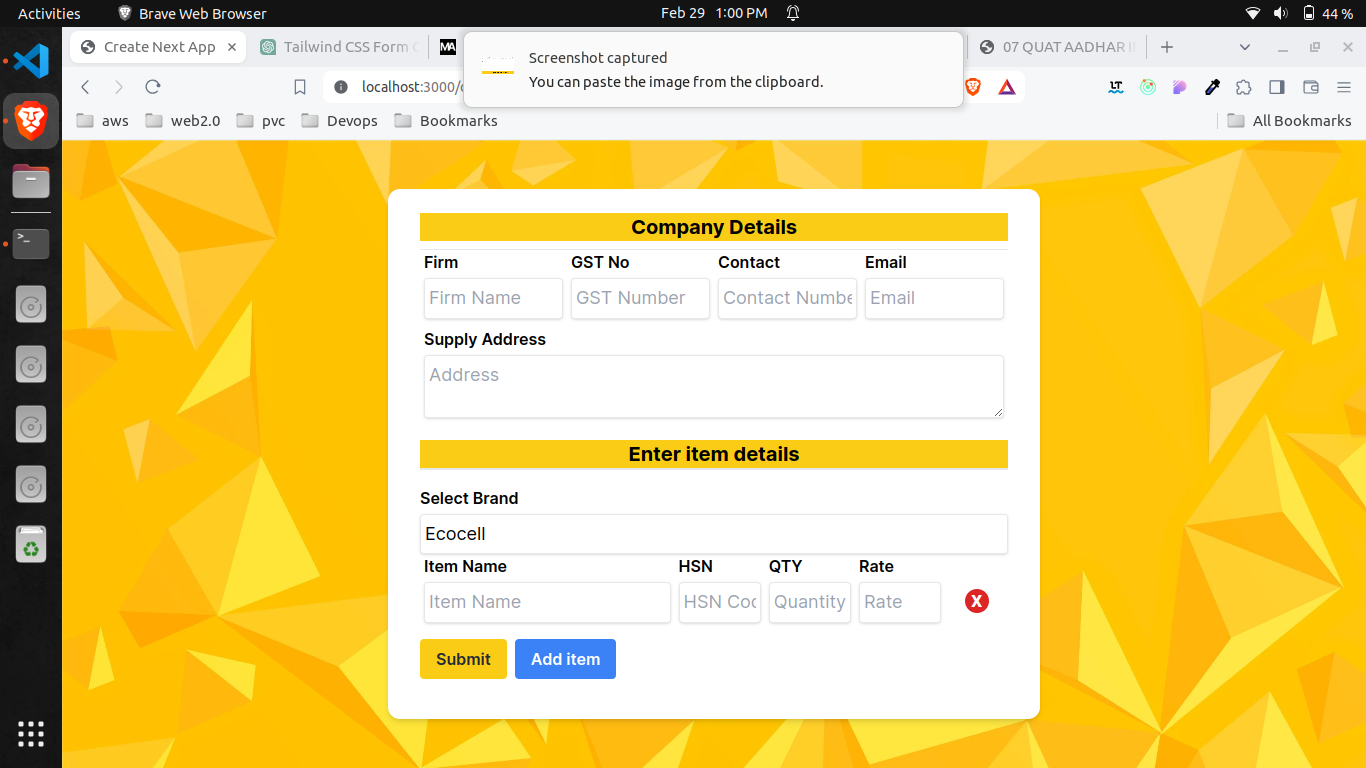 Activities Brave Web Browser Feb 29 1:00 PM 44 %
Create Next App Tailwind CSS Form MA 07 QUAT AADHAR
Screenshot captured
You can paste the image from the clipboard.
localhost:3000/ LT
aws web2.0 pvc Devops Bookmarks All Bookmarks
Company Details
Firm GST No Contact Email
Firm Name GST Number Contact Numbe Email
Supply Address
Address
Enter item details
Select Brand
Ecocell
Item Name HSN QTY Rate
Item Name HSN Coc Quantity Rate X
Submit Add item